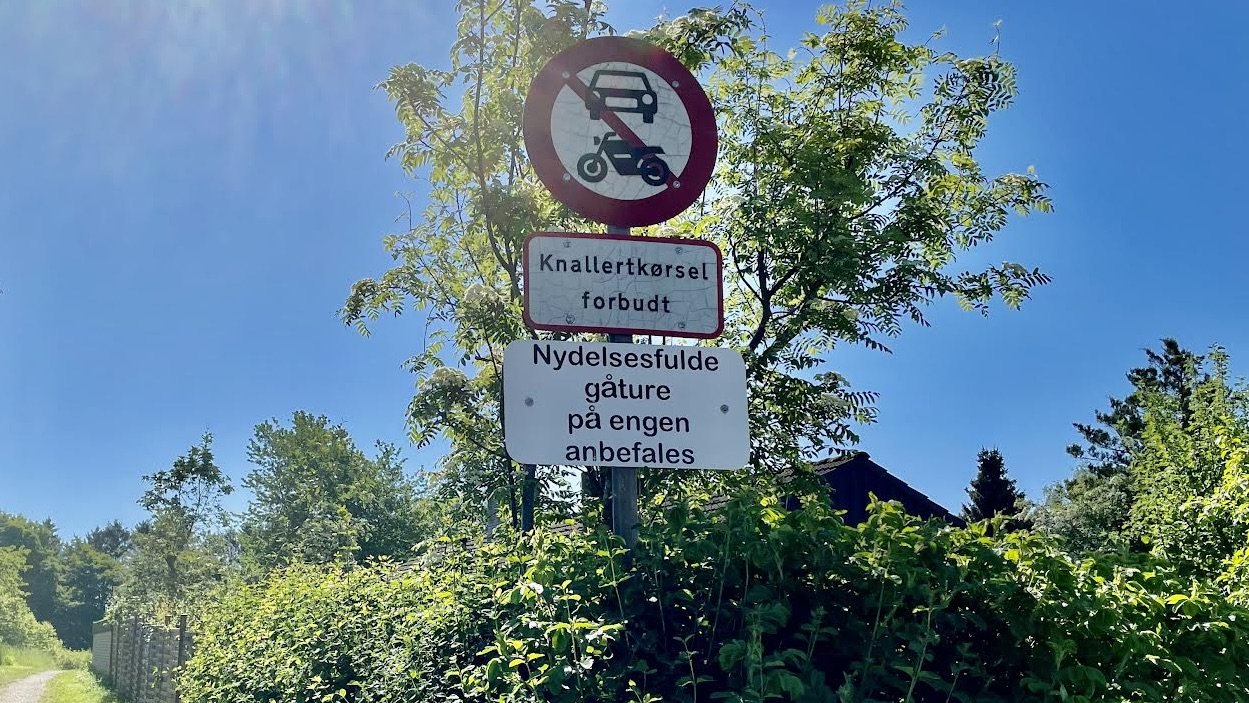 Knallertkørsel
forbudt
Nydelsesfulde
gåture
på engen
anbefales